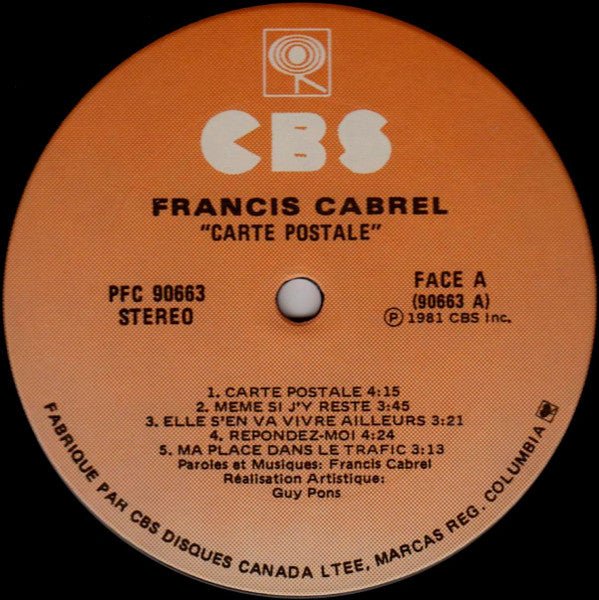 CBS
FRANCIS CABREL
"CARTE POSTALE"
PFC 90663
STEREO
FACE A
(90663 A)
Ⓟ 1981 CBS Inc.
1. CARTE POSTALE 4:15
2. MEME SI J'Y RESTE 3:45
3. ELLE S'EN VA VIVRE AILLEURS 3:21
4. REPONDEZ-MOI 4:24
5. MA PLACE DANS LE TRAFIC 3:13
Paroles et Musiques: Francis Cabrel
Réalisation Artistique:
Guy Pons
FABRIQUE PAR CBS DISQUES CANADA LTEE, MARCAS REG. COLUMBIA